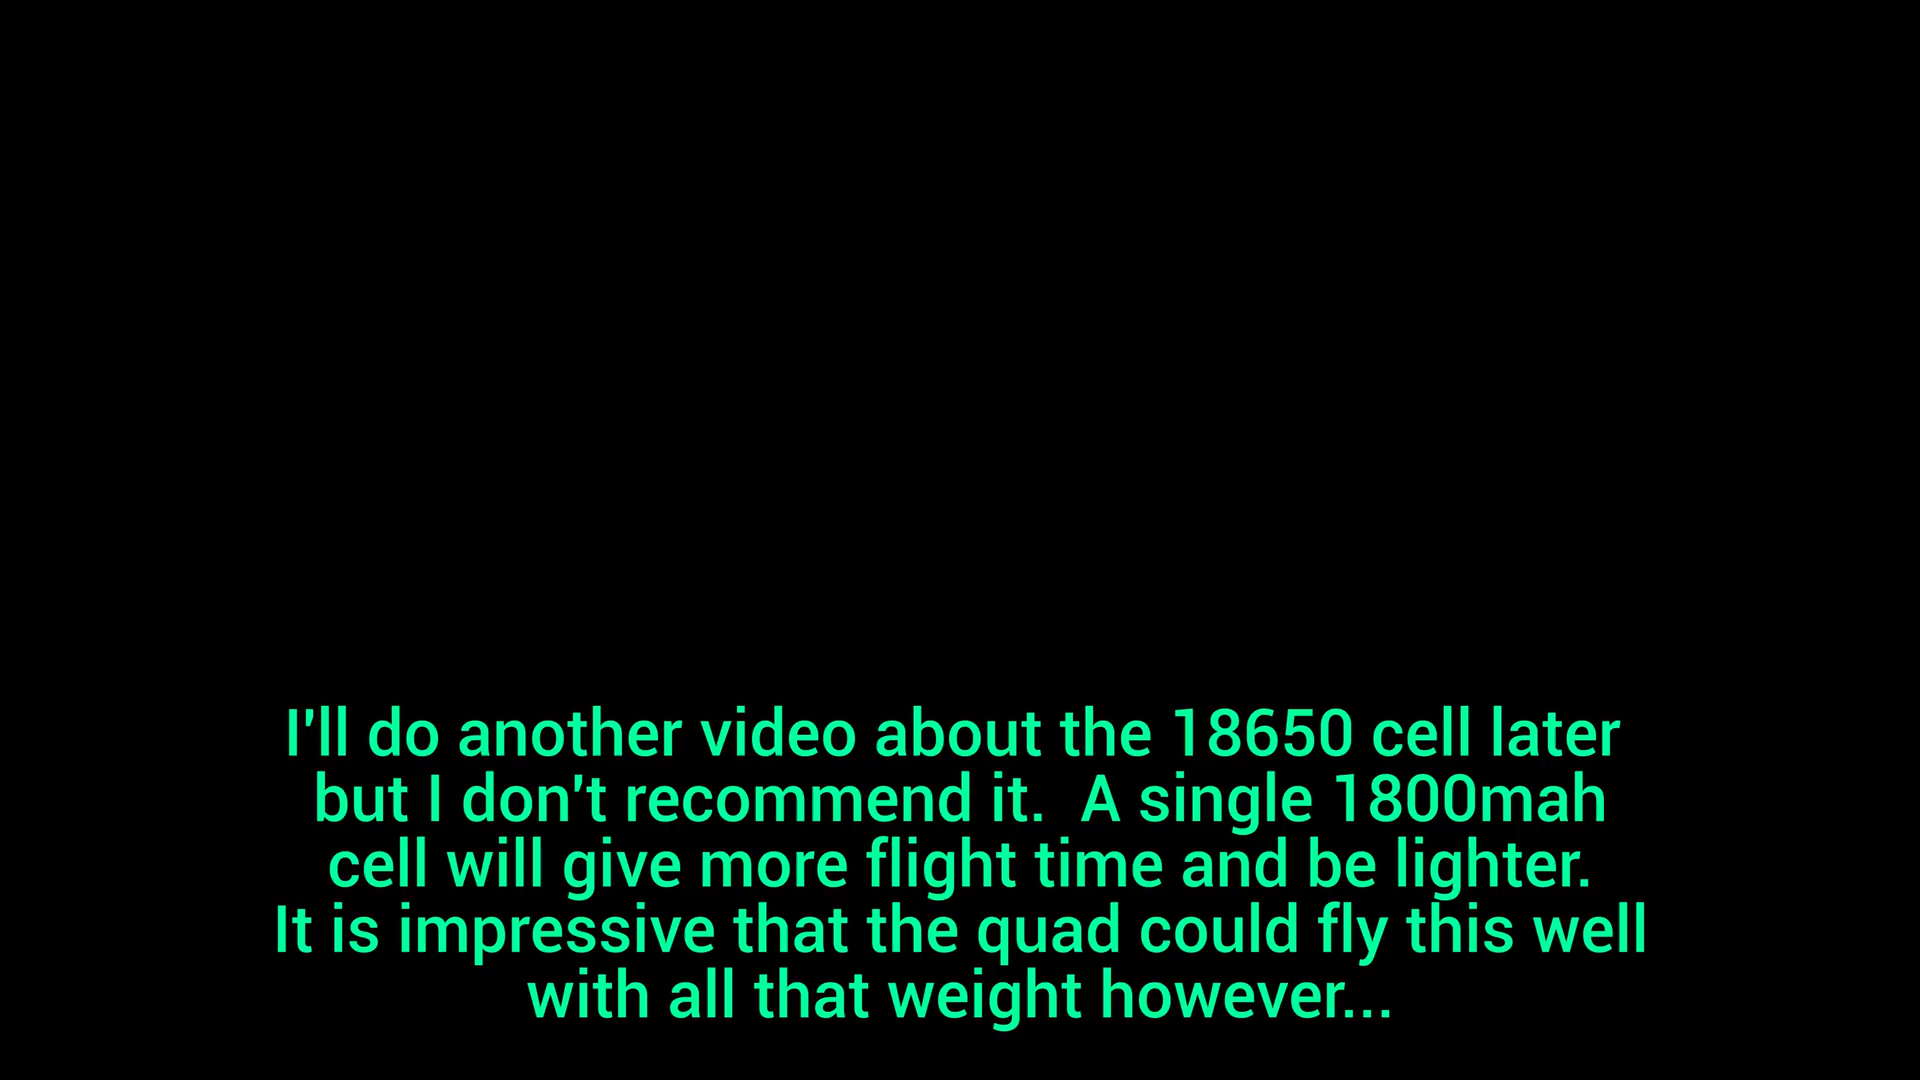 I'll do another video about the 18650 cell later
but I don't recommend it.  A single 1800mah
cell will give more flight time and be lighter.
It is impressive that the quad could fly this well
with all that weight however...